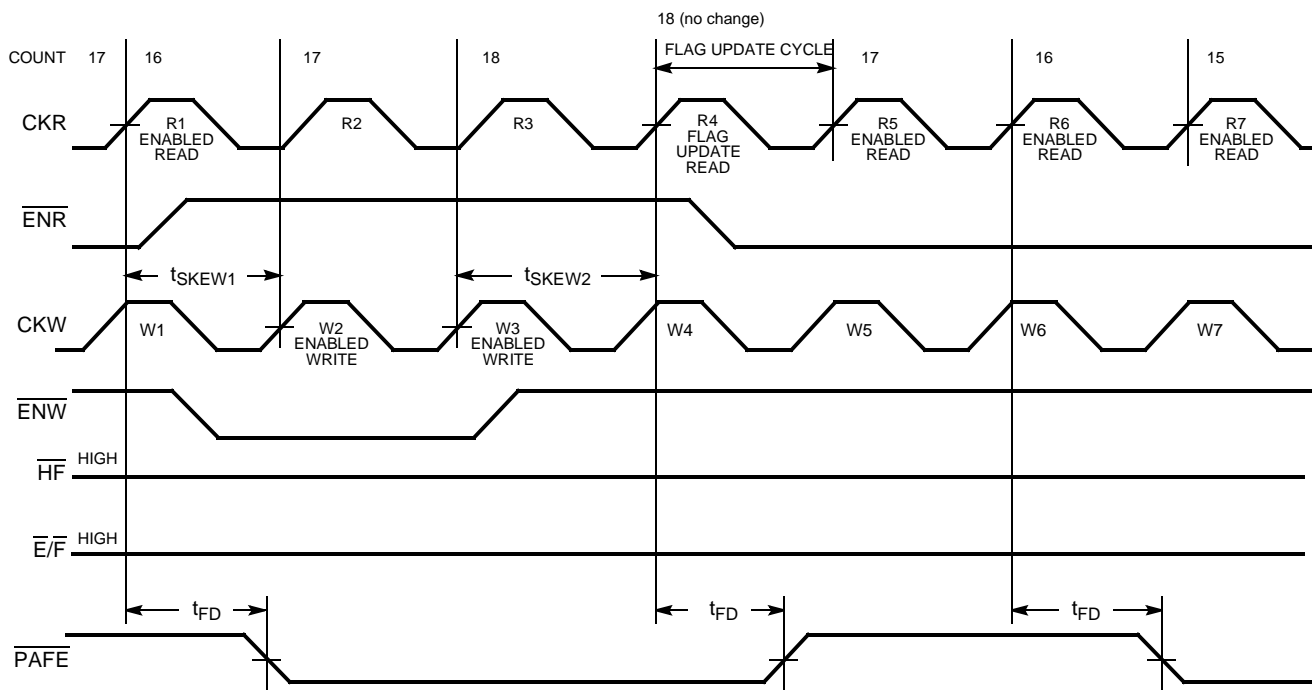 18 (no change)
COUNT 17 16 17 18 FLAG UPDATE CYCLE 17 16 15
CKR
R1
ENABLED
READ
R2
R3
R4
FLAG
UPDATE
READ
R5
ENABLED
READ
R6
ENABLED
READ
R7
ENABLED
READ
ENR
tSKEW1
tSKEW2
CKW
W1
W2
ENABLED
WRITE
W3
ENABLED
WRITE
W4
W5
W6
W7
ENW
HF HIGH
E/F HIGH
tFD
tFD
tFD
PAFE